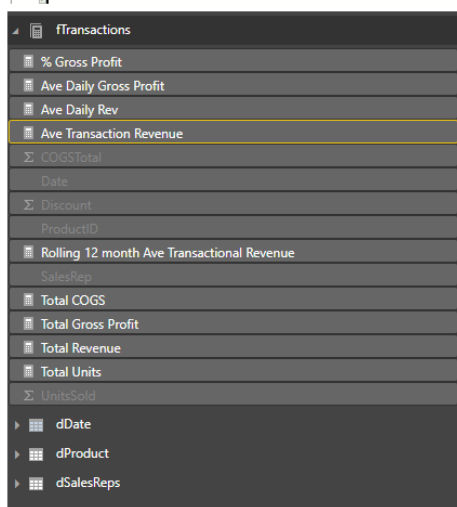 fTransactions
% Gross Profit
Ave Daily Gross Profit
Ave Daily Rev
Ave Transaction Revenue
Σ COGSTotal
Date
Σ Discount
ProductID
Rolling 12 month Ave Transactional Revenue
SalesRep
Total COGS
Total Gross Profit
Total Revenue
Total Units
Σ UnitsSold
dDate
dProduct
dSalesReps